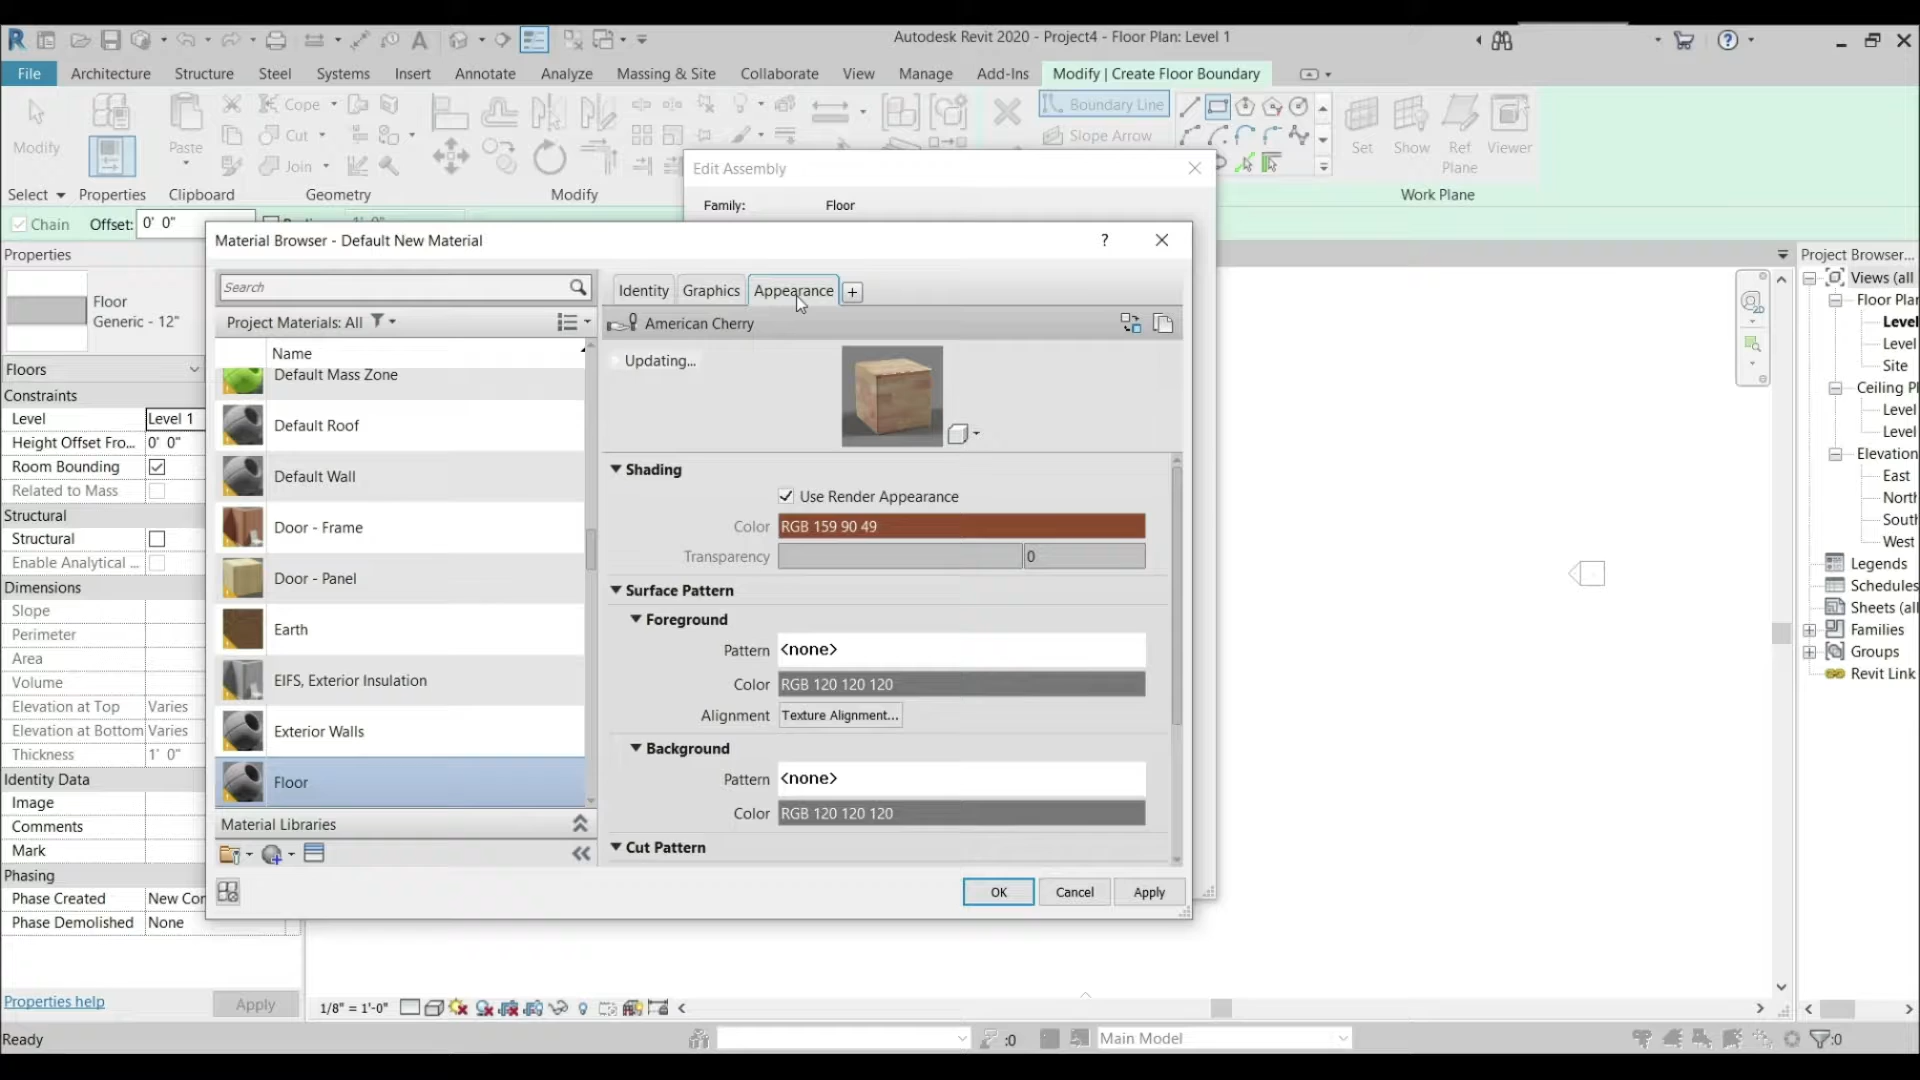 Autodesk Revit 2020 - Project4 - Floor Plan: Level 1
File Architecture Structure Steel Systems Insert Annotate Analyze Massing & Site Collaborate View Manage Add-Ins Modify | Create Floor Boundary
Modify
Paste
Cope
Cut
Join
Boundary Line
Slope Arrow
Set Show Ref Plane Viewer
Select Properties Clipboard Geometry Modify Work Plane
Chain Offset: 0' 0"
Edit Assembly
Family: Floor
Properties
Floor
Generic - 12"
Floors
Constraints
Level Level 1
Height Offset Fro... 0' 0"
Room Bounding
Related to Mass
Structural
Structural
Enable Analytical ...
Dimensions
Slope
Perimeter
Area
Volume
Elevation at Top Varies
Elevation at Bottom Varies
Thickness 1' 0"
Identity Data
Image
Comments
Mark
Phasing
Phase Created New Cor
Phase Demolished None
Properties help Apply
Material Browser - Default New Material
?
Search
Project Materials: All
Name
Default Mass Zone
Default Roof
Default Wall
Door - Frame
Door - Panel
Earth
EIFS, Exterior Insulation
Exterior Walls
Floor
Material Libraries
Identity Graphics Appearance +
American Cherry
Updating...
Shading
Use Render Appearance
Color RGB 159 90 49
Transparency 0
Surface Pattern
Foreground
Pattern <none>
Color RGB 120 120 120
Alignment Texture Alignment...
Background
Pattern <none>
Color RGB 120 120 120
Cut Pattern
OK Cancel Apply
Project Browser...
Views (all
Floor Plan
Level
Level
Site
Ceiling Pl
Level
Level
Elevation
East
North
South
West
Legends
Schedules
Sheets (all
Families
Groups
Revit Link
1/8" = 1'-0"
Ready
:0
Main Model
:0